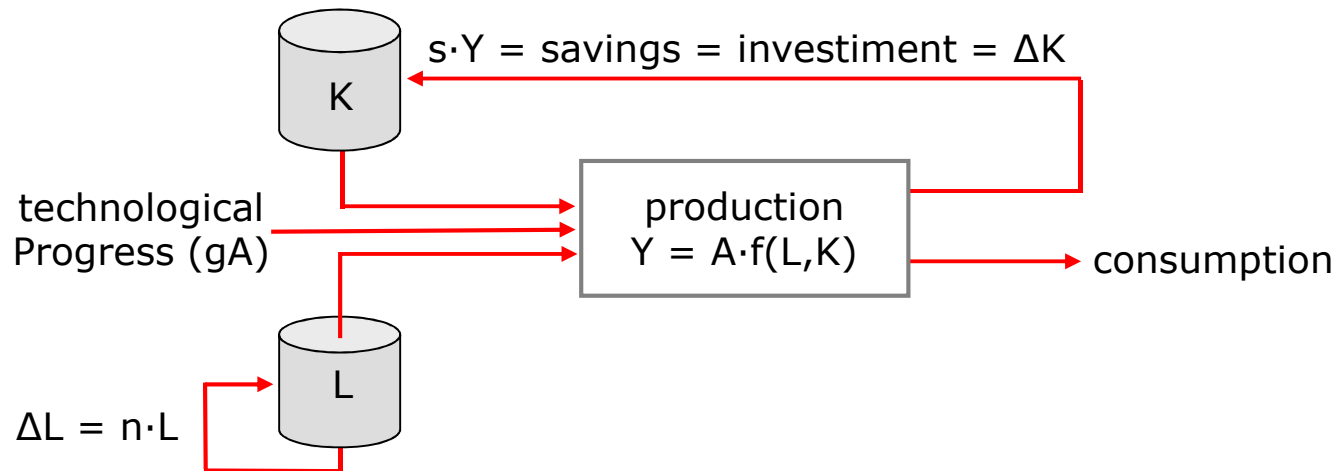 s·Y = savings = investiment = ΔK
K
technological
Progress (gA)
production
Y = A·f(L,K)
consumption
L
ΔL = n·L